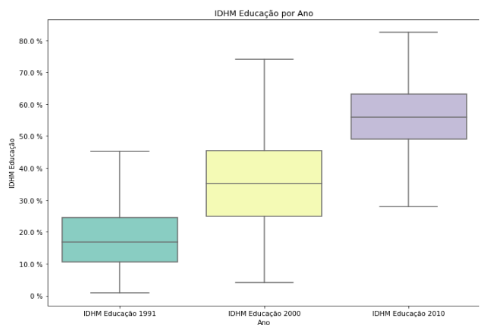 IDHM Educação por Ano
80.0 %
70.0 %
60.0 %
50.0 %
40.0 %
30.0 %
20.0 %
10.0 %
0 %
IDHM Educação
IDHM Educação 1991
IDHM Educação 2000
IDHM Educação 2010
Ano